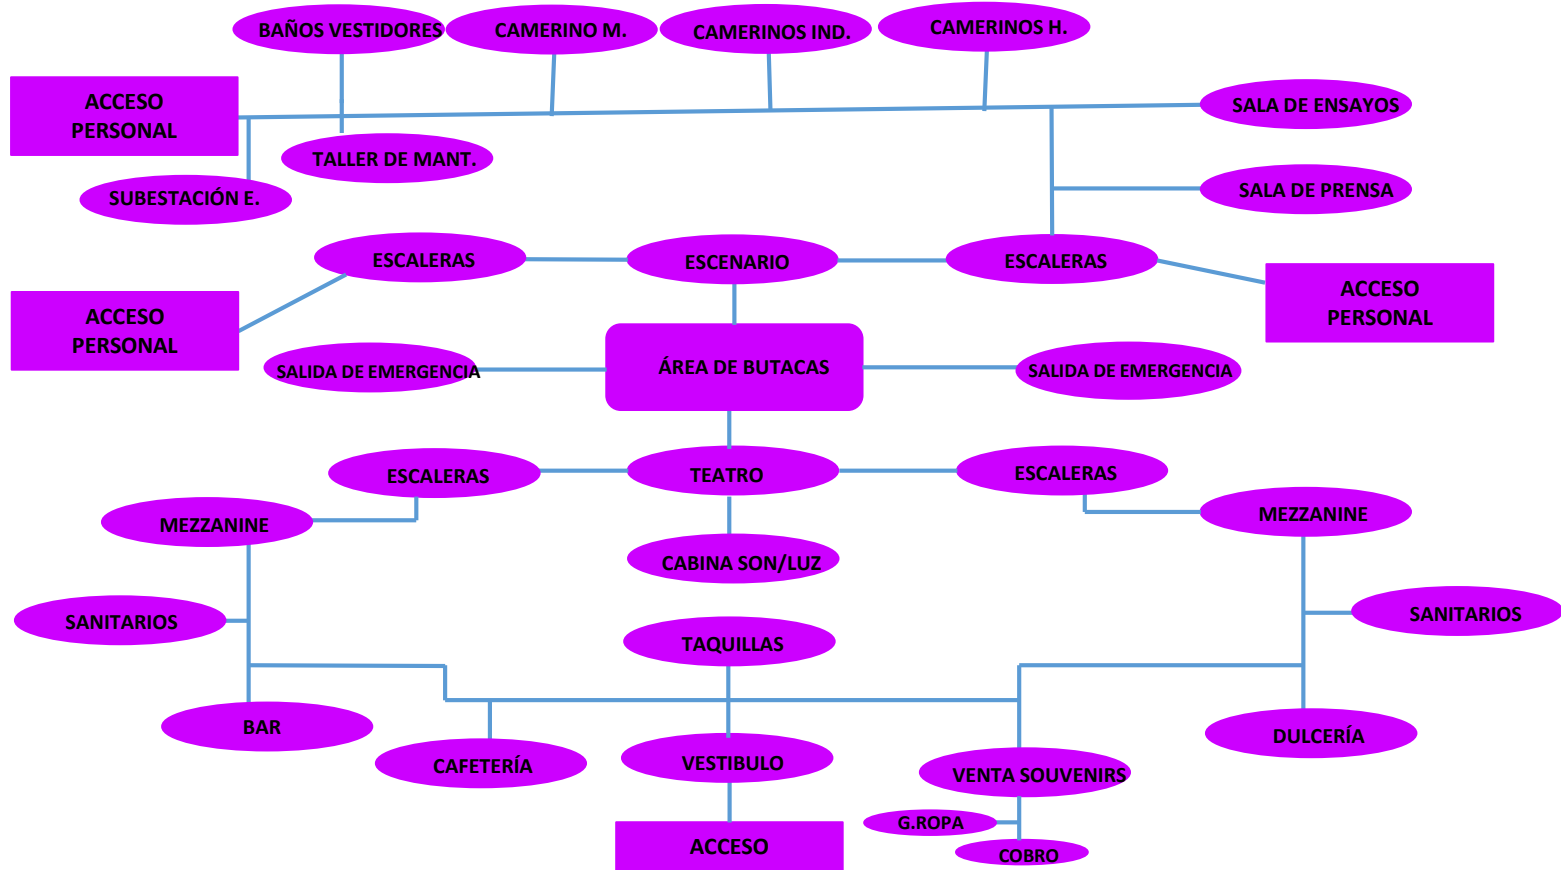 BAÑOS VESTIDORES
CAMERINO M.
CAMERINOS IND.
CAMERINOS H.
ACCESO
PERSONAL
SALA DE ENSAYOS
TALLER DE MANT.
SUBESTACIÓN E.
SALA DE PRENSA
ESCALERAS
ESCENARIO
ESCALERAS
ACCESO
PERSONAL
ACCESO
PERSONAL
SALIDA DE EMERGENCIA
ÁREA DE BUTACAS
SALIDA DE EMERGENCIA
ESCALERAS
TEATRO
ESCALERAS
MEZZANINE
MEZZANINE
CABINA SON/LUZ
SANITARIOS
SANITARIOS
TAQUILLAS
BAR
DULCERÍA
CAFETERÍA
VESTIBULO
VENTA SOUVENIRS
G.ROPA
ACCESO
COBRO